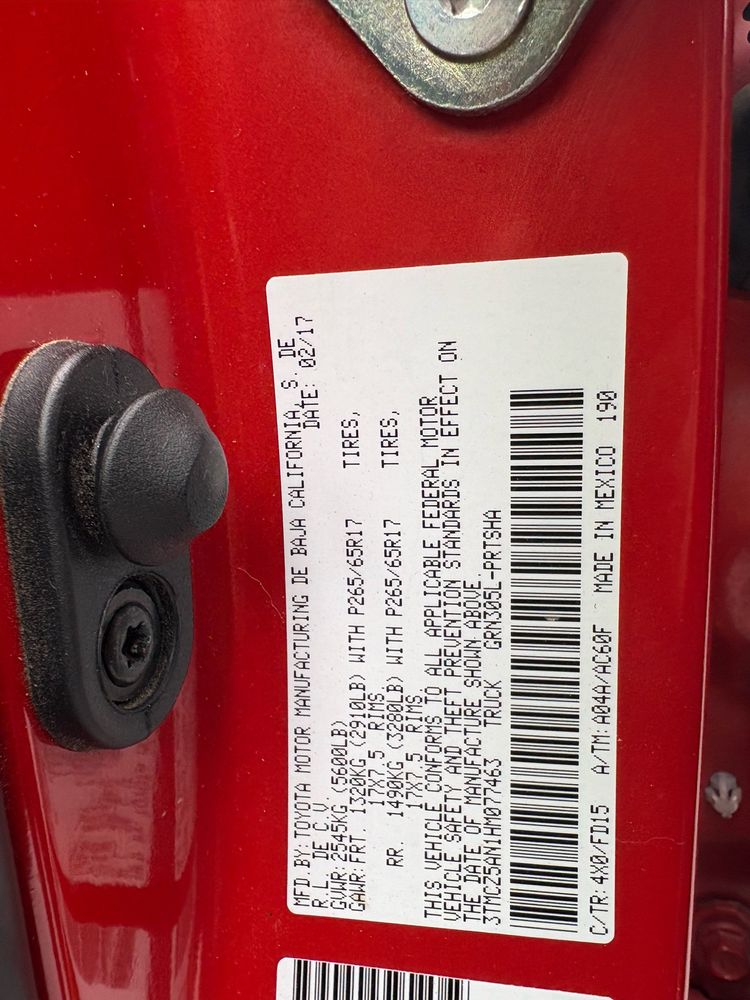 MFD BY: TOYOTA MOTOR MANUFACTURING DE BAJA CALIFORNIA, S. DE
R.L. DE C.V. DATE: 02/17
GVWR: 2545KG (5600LB)
GAWR: FRT. 1320KG (2910LB) WITH P265/65R17 TIRES,
17X7.5 RIMS,
RR. 1490KG (3280LB) WITH P265/65R17 TIRES,
17X7.5 RIMS
THIS VEHICLE CONFORMS TO ALL APPLICABLE FEDERAL MOTOR
VEHICLE SAFETY AND THEFT PREVENTION STANDARDS IN EFFECT ON
THE DATE OF MANUFACTURE SHOWN ABOVE.
3TMCZ5AN1HM077463 TRUCK GRN305L-PRTSHA
C/TR: 4X0/FD15 A/TM: A04A/AC60F MADE IN MEXICO 190